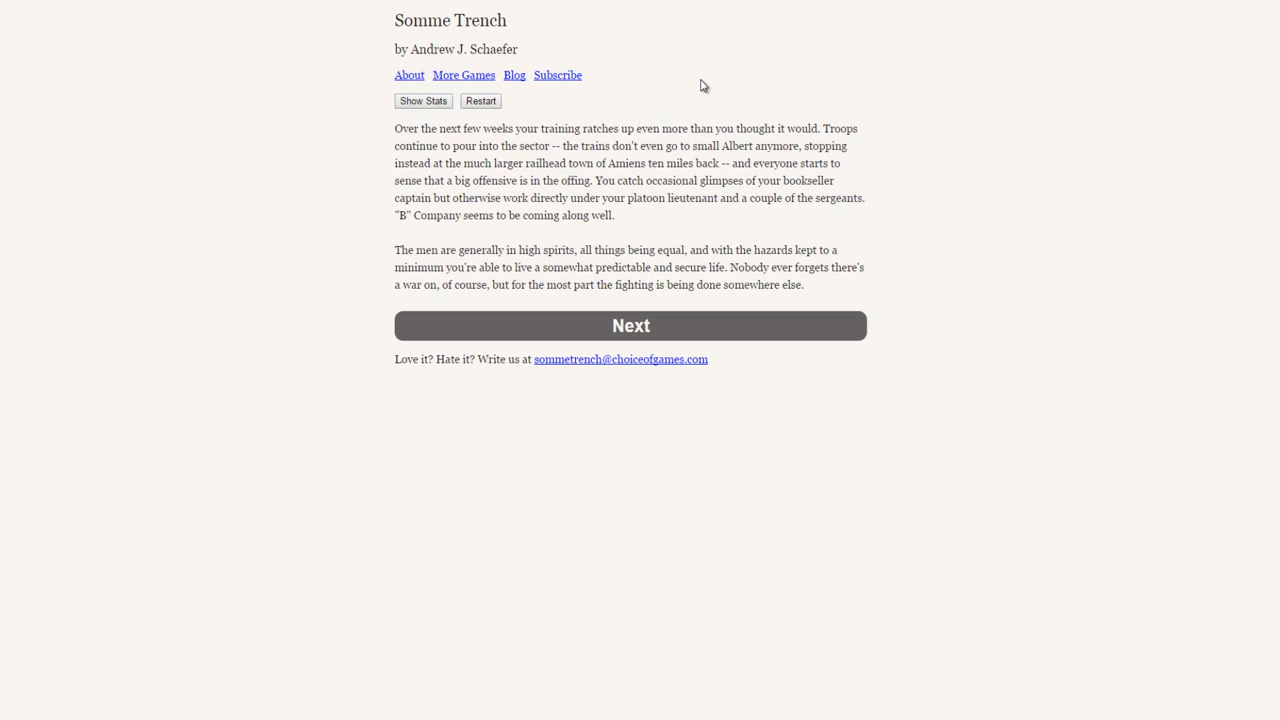 Somme Trench
by Andrew J. Schaefer
About More Games Blog Subscribe
Show Stats Restart
Over the next few weeks your training ratches up even more than you thought it would. Troops
continue to pour into the sector -- the trains don't even go to small Albert anymore, stopping
instead at the much larger railhead town of Amiens ten miles back -- and everyone starts to
sense that a big offensive is in the offing. You catch occasional glimpses of your bookseller
captain but otherwise work directly under your platoon lieutenant and a couple of the sergeants.
"B" Company seems to be coming along well.
The men are generally in high spirits, all things being equal, and with the hazards kept to a
minimum you're able to live a somewhat predictable and secure life. Nobody ever forgets there's
a war on, of course, but for the most part the fighting is being done somewhere else.
Next
Love it? Hate it? Write us at sommetrench@choiceofgames.com